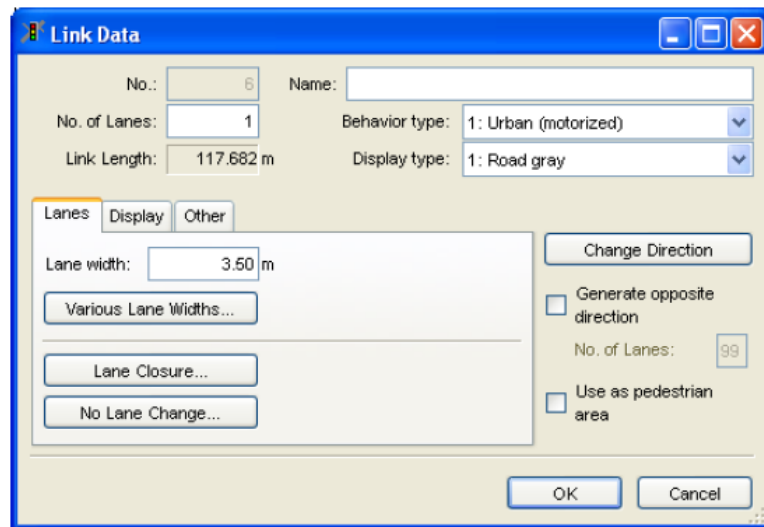 Link Data
No.: 6 Name:
No. of Lanes: 1 Behavior type: 1: Urban (motorized)
Link Length: 117.682 m Display type: 1: Road gray
Lanes Display Other
Lane width: 3.50 m
Various Lane Widths...
Lane Closure...
No Lane Change...
Change Direction
Generate opposite
direction
No. of Lanes: 99
Use as pedestrian
area
OK Cancel